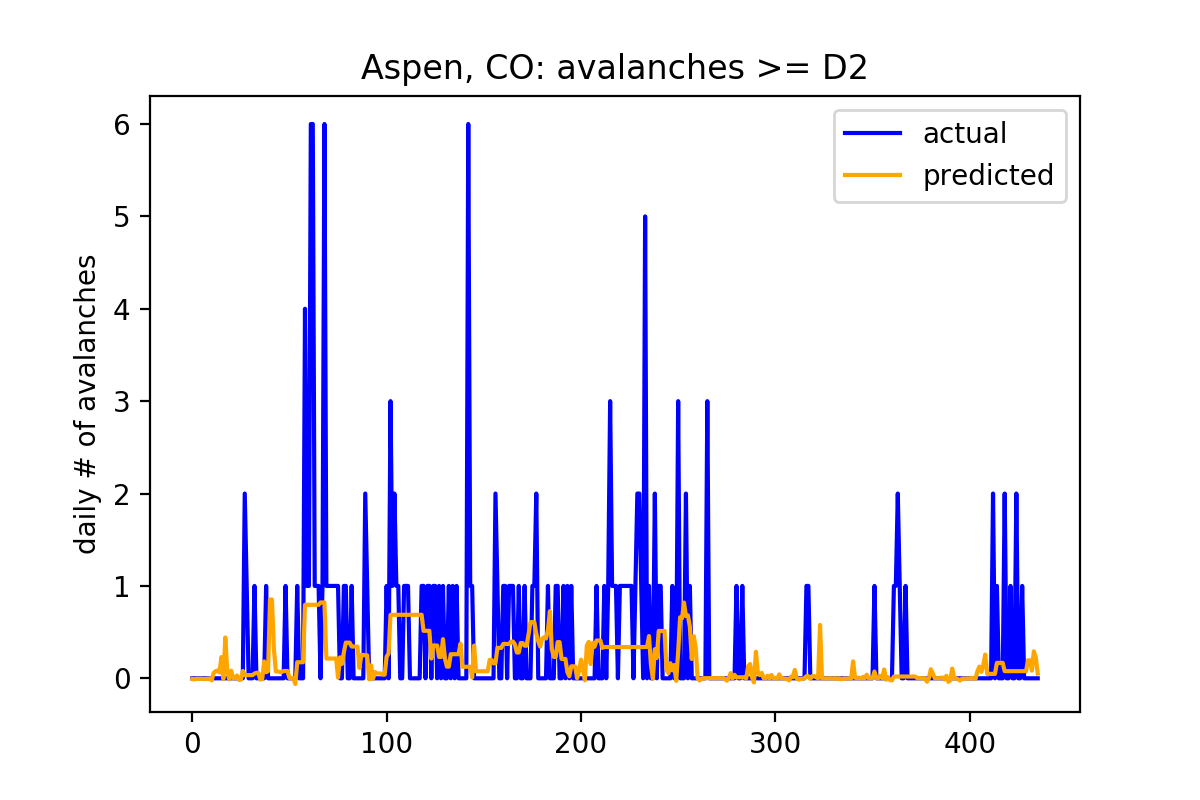 Aspen, CO: avalanches >= D2
actual
predicted
daily # of avalanches
6
5
4
3
2
1
0
0 100 200 300 400